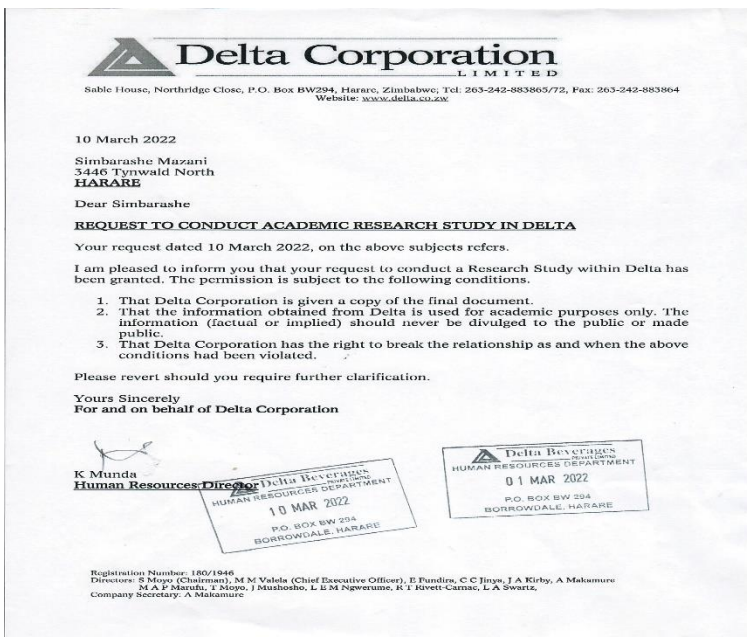 Delta Corporation
LIMITED
Sable House, Northridge Close, P.O. Box BW294, Harare, Zimbabwe; Tel: 263-242-883865/72, Fax: 263-242-883864
Website: www.delta.co.zw
10 March 2022
Simbarashe Mazani
3446 Tynwald North
HARARE
Dear Simbarashe
REQUEST TO CONDUCT ACADEMIC RESEARCH STUDY IN DELTA
Your request dated 10 March 2022, on the above subjects refers.
I am pleased to inform you that your request to conduct a Research Study within Delta has
been granted. The permission is subject to the following conditions.
1. That Delta Corporation is given a copy of the final document.
2. That the information obtained from Delta is used for academic purposes only. The
information (factual or implied) should never be divulged to the public or made
public.
3. That Delta Corporation has the right to break the relationship as and when the above
conditions had been violated.
Please revert should you require further clarification.
Yours Sincerely
For and on behalf of Delta Corporation
K Munda
Human Resources Director
Delta Beverages
PRIVATE LIMITED
HUMAN RESOURCES DEPARTMENT
10 MAR 2022
P.O. BOX BW 294
BORROWDALE, HARARE
Delta Beverages
PRIVATE LIMITED
HUMAN RESOURCES DEPARTMENT
01 MAR 2022
P.O. BOX BW 294
BORROWDALE, HARARE
Registration Number: 180/1946
Directors: S Moyo (Chairman), M M Valela (Chief Executive Officer), E Fundira, C C Jinya, J A Kirby, A Makamure
M A P Marufu, T Moyo, J Mushosho, L E M Ngwerume, R T Rivett-Carnac, L A Swartz,
Company Secretary: A Makamure